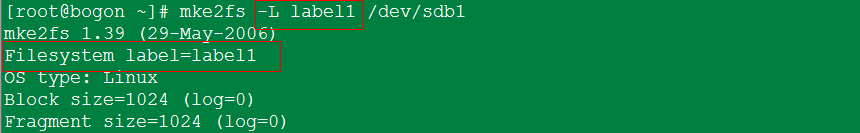 [root@bogon ~]# mke2fs -L label1 /dev/sdb1
mke2fs 1.39 (29-May-2006)
Filesystem label=label1
OS type: Linux
Block size=1024 (log=0)
Fragment size=1024 (log=0)